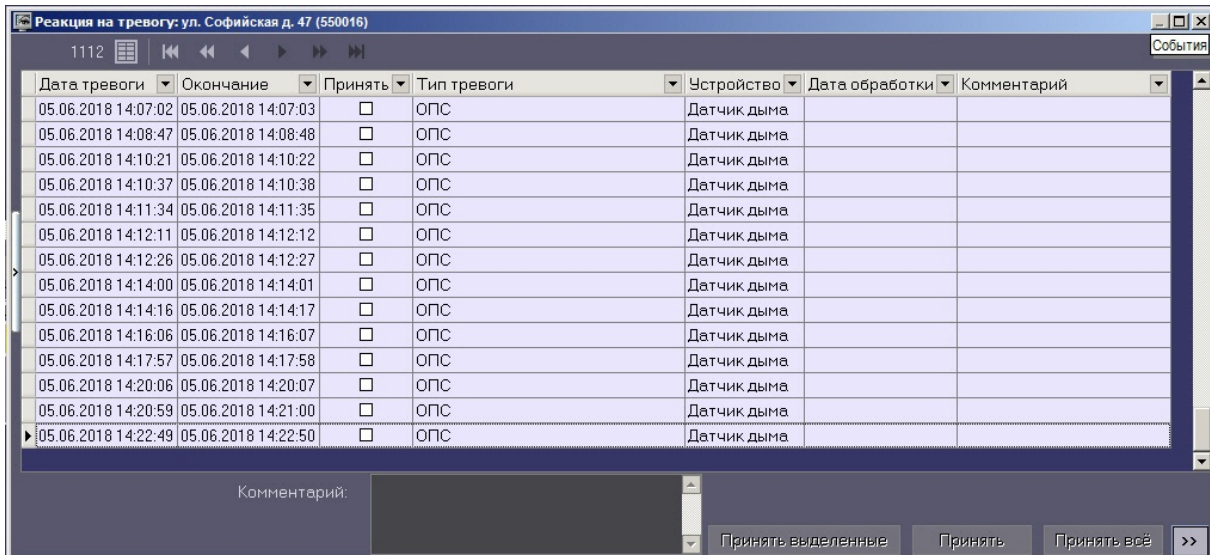 Реакция на тревогу: ул. Софийская д. 47 (550016)
События
1112
Дата тревоги Окончание Принять Тип тревоги Устройство Дата обработки Комментарий
05.06.2018 14:07:02 05.06.2018 14:07:03 ОПС Датчик дыма
05.06.2018 14:08:47 05.06.2018 14:08:48 ОПС Датчик дыма
05.06.2018 14:10:21 05.06.2018 14:10:22 ОПС Датчик дыма
05.06.2018 14:10:37 05.06.2018 14:10:38 ОПС Датчик дыма
05.06.2018 14:11:34 05.06.2018 14:11:35 ОПС Датчик дыма
05.06.2018 14:12:11 05.06.2018 14:12:12 ОПС Датчик дыма
05.06.2018 14:12:26 05.06.2018 14:12:27 ОПС Датчик дыма
05.06.2018 14:14:00 05.06.2018 14:14:01 ОПС Датчик дыма
05.06.2018 14:14:16 05.06.2018 14:14:17 ОПС Датчик дыма
05.06.2018 14:16:06 05.06.2018 14:16:07 ОПС Датчик дыма
05.06.2018 14:17:57 05.06.2018 14:17:58 ОПС Датчик дыма
05.06.2018 14:20:06 05.06.2018 14:20:07 ОПС Датчик дыма
05.06.2018 14:20:59 05.06.2018 14:21:00 ОПС Датчик дыма
05.06.2018 14:22:49 05.06.2018 14:22:50 ОПС Датчик дыма
Комментарий:
Принять выделенные Принять Принять всё >>